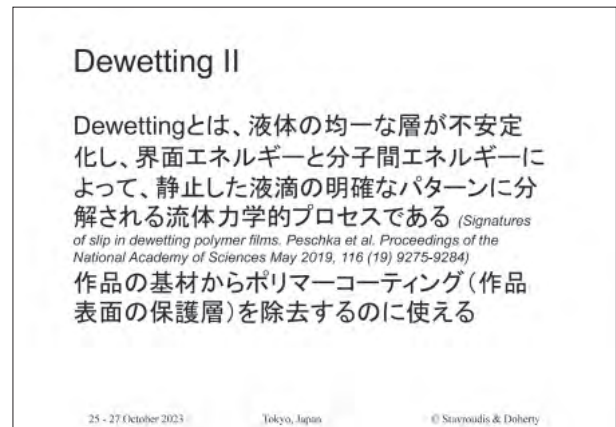 Dewetting II
Dewettingとは、液体の均一な層が不安定
化し、界面エネルギーと分子間エネルギーに
よって、静止した液滴の明確なパターンに分
解される流体力学的プロセスである (Signatures
of slip in dewetting polymer films. Peschka et al. Proceedings of the
National Academy of Sciences May 2019, 116 (19) 9275-9284)
作品の基材からポリマーコーティング（作品
表面の保護層）を除去するのに使える
25 - 27 October 2023 Tokyo, Japan © Stavroudis & Doherty